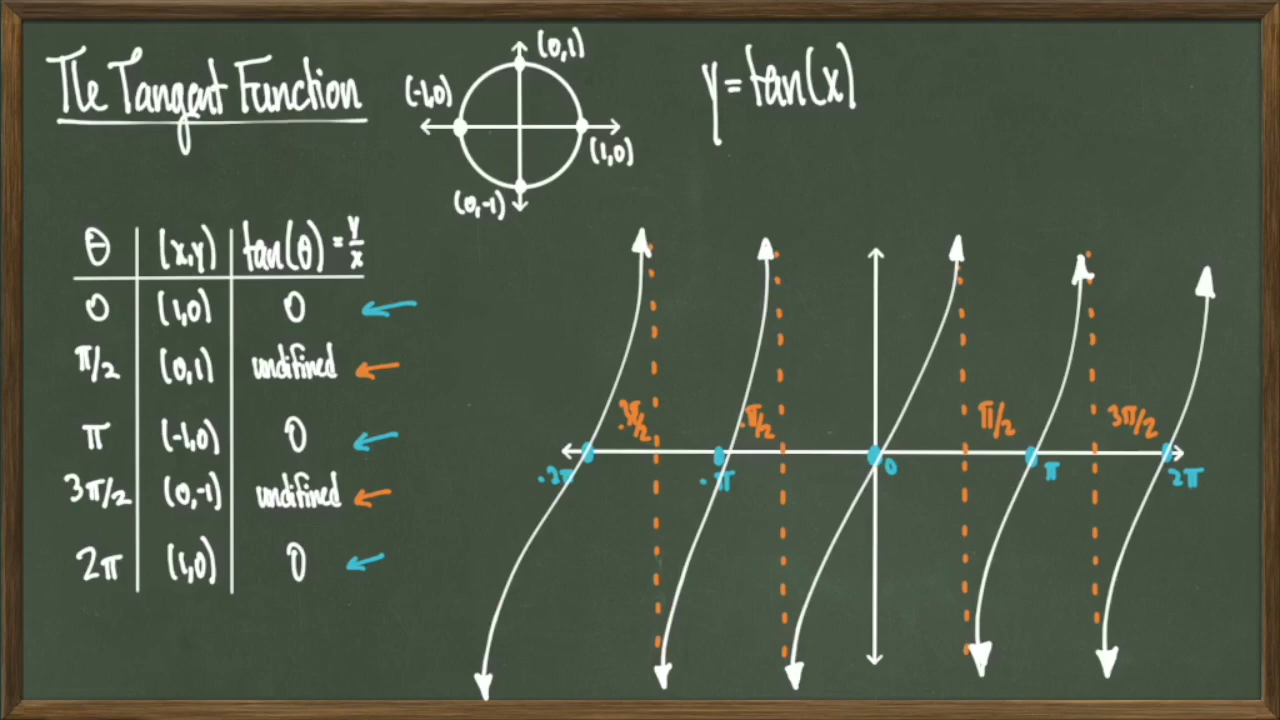 The Tangent Function
(0,1)
(-1,0)
(1,0)
(0,-1)
y = tan(x)
θ (x,y) tan(θ) = y/x
0 (1,0) 0
π/2 (0,1) undifined
π (-1,0) 0
3π/2 (0,-1) undifined
2π (1,0) 0
-3π/2 -π/2 π/2 3π/2
-2π -π 0 π 2π